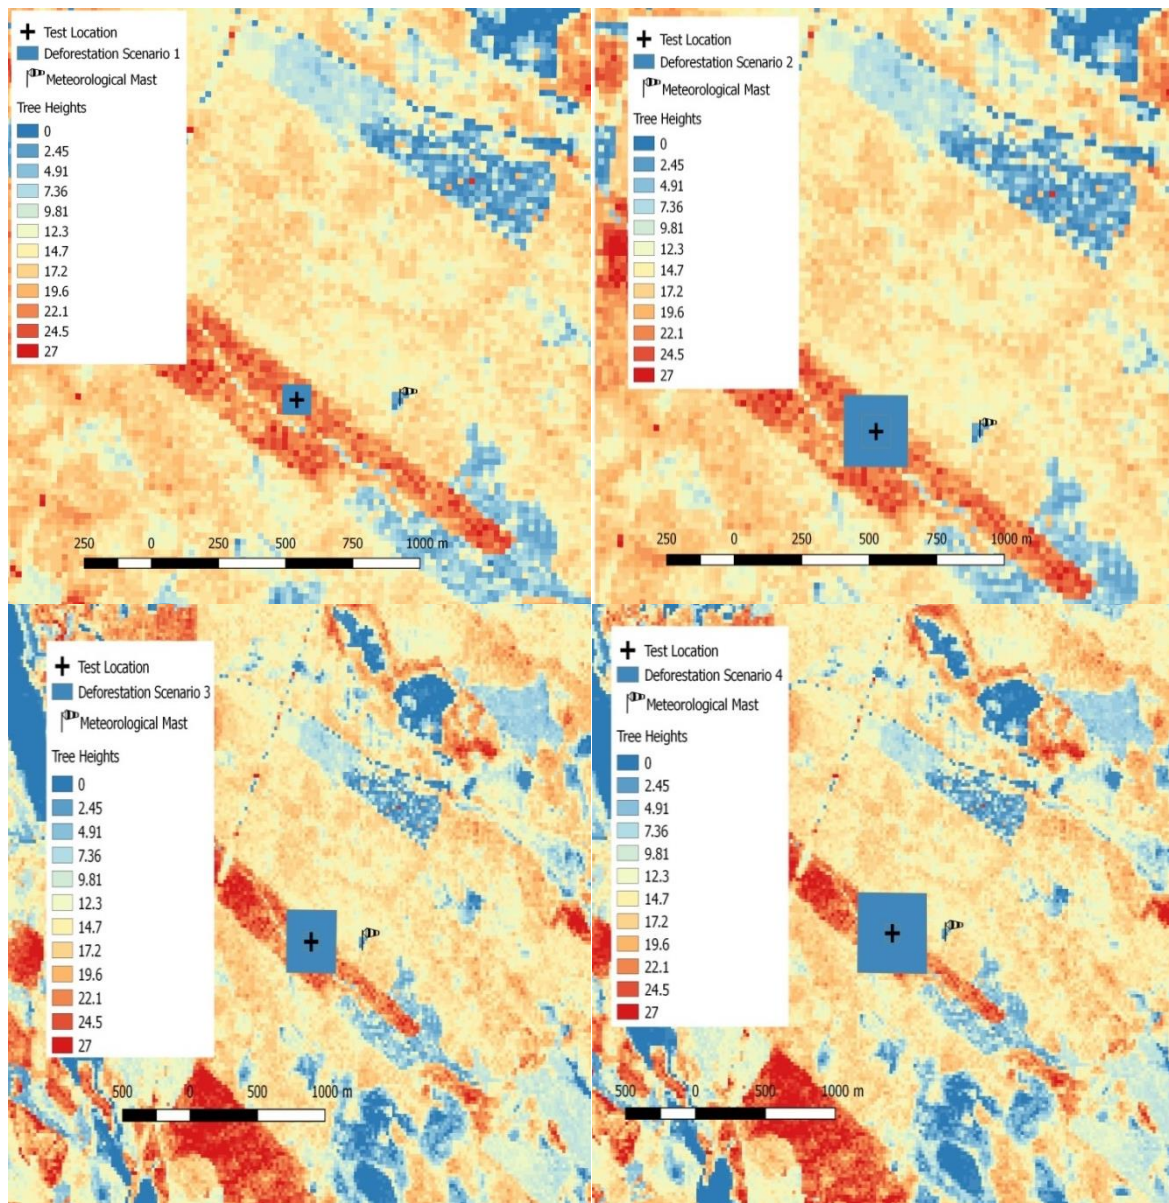 Test Location
Deforestation Scenario 1
Meteorological Mast
Tree Heights
0
2.45
4.91
7.36
9.81
12.3
14.7
17.2
19.6
22.1
24.5
27
250 0 250 500 750 1000 m
Test Location
Deforestation Scenario 2
Meteorological Mast
Tree Heights
0
2.45
4.91
7.36
9.81
12.3
14.7
17.2
19.6
22.1
24.5
27
250 0 250 500 750 1000 m
Test Location
Deforestation Scenario 3
Meteorological Mast
Tree Heights
0
2.45
4.91
7.36
9.81
12.3
14.7
17.2
19.6
22.1
24.5
27
500 0 500 1000 m
Test Location
Deforestation Scenario 4
Meteorological Mast
Tree Heights
0
2.45
4.91
7.36
9.81
12.3
14.7
17.2
19.6
22.1
24.5
27
500 0 500 1000 m